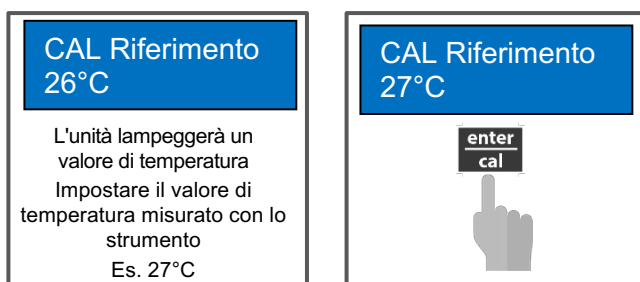 CAL Riferimento
26°C
L'unità lampeggerà un
valore di temperatura
Impostare il valore di
temperatura misurato con lo
strumento
Es. 27°C
CAL Riferimento
27°C
enter
cal